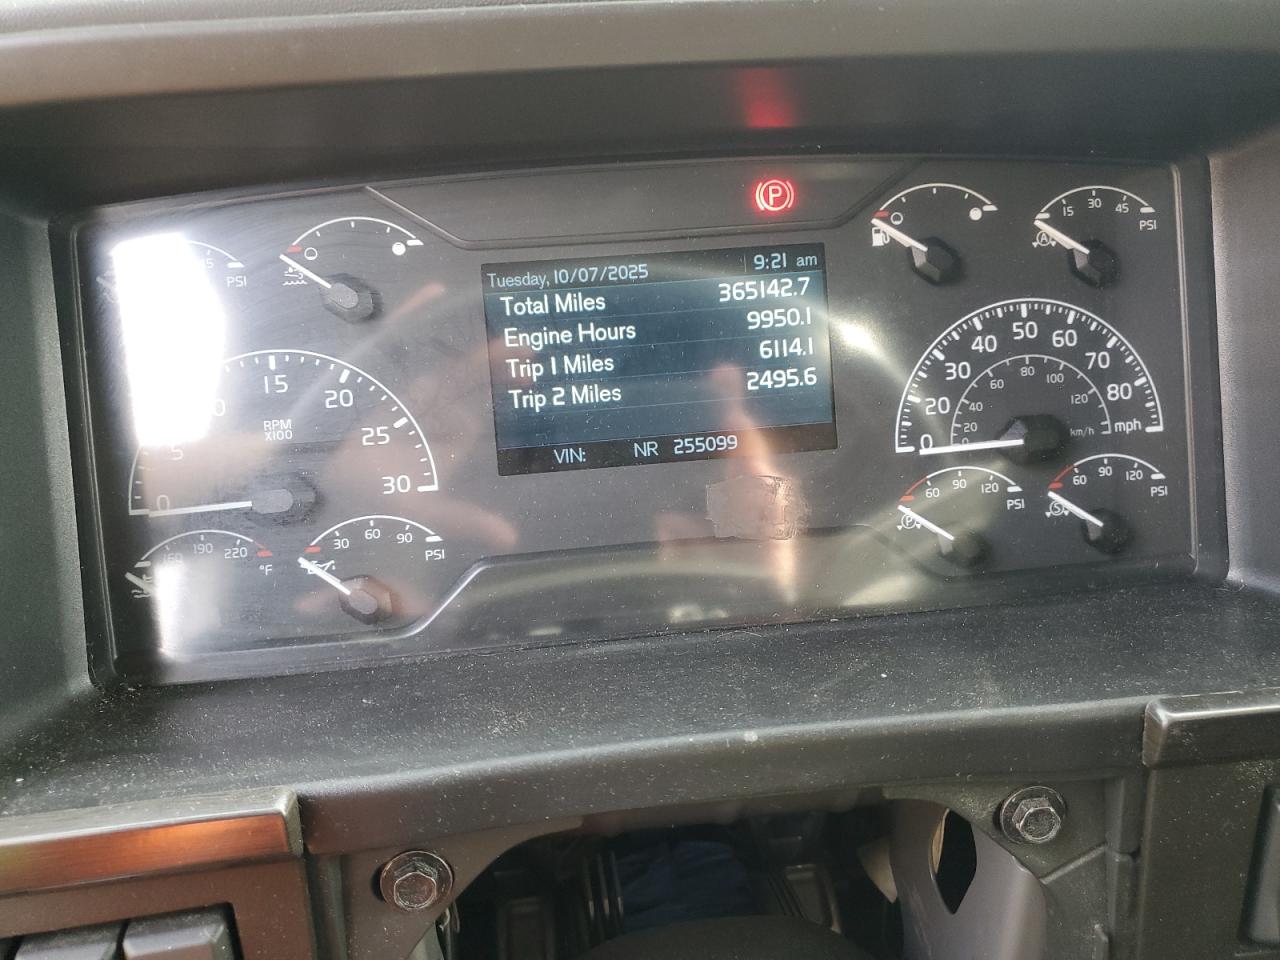 Tuesday, 10/07/2025 9:21 am
Total Miles 365142.7
Engine Hours 9950.1
Trip 1 Miles 6114.1
Trip 2 Miles 2495.6
VIN: NR 255099
P
PSI
15 30 45
PSI
0 5 15 20 25 30
RPM
X100
160 190 220
°F
30 60 90
PSI
0 20 30 40 50 60 70 80
mph
0 20 40 60 80 100 120
km/h
60 90 120
PSI
P
60 90 120
PSI
S
A